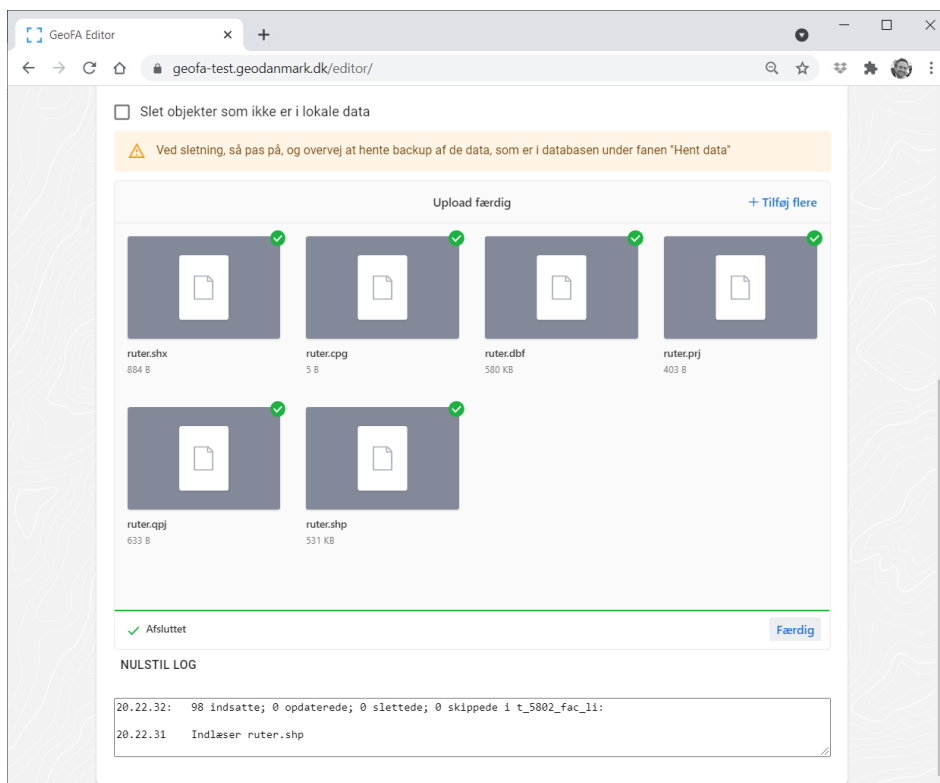 GeoFA Editor
geofa-test.geodanmark.dk/editor/
Slet objekter som ikke er i lokale data
Ved sletning, så pas på, og overvej at hente backup af de data, som er i databasen under fanen "Hent data"
Upload færdig
+ Tilføj flere
ruter.shx
884 B
ruter.cpg
5 B
ruter.dbf
580 KB
ruter.prj
403 B
ruter.qpj
633 B
ruter.shp
531 KB
Afsluttet
Færdig
NULSTIL LOG
20.22.32: 98 indsatte; 0 opdaterede; 0 slettede; 0 skippede i t_5802_fac_li:
20.22.31 Indlæser ruter.shp